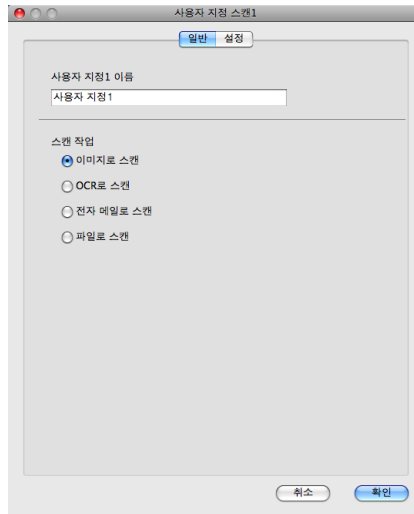 사용자 지정 스캔1
일반 설정
사용자 지정1 이름
사용자 지정1
스캔 작업
이미지로 스캔
OCR로 스캔
전자 메일로 스캔
파일로 스캔
취소 확인